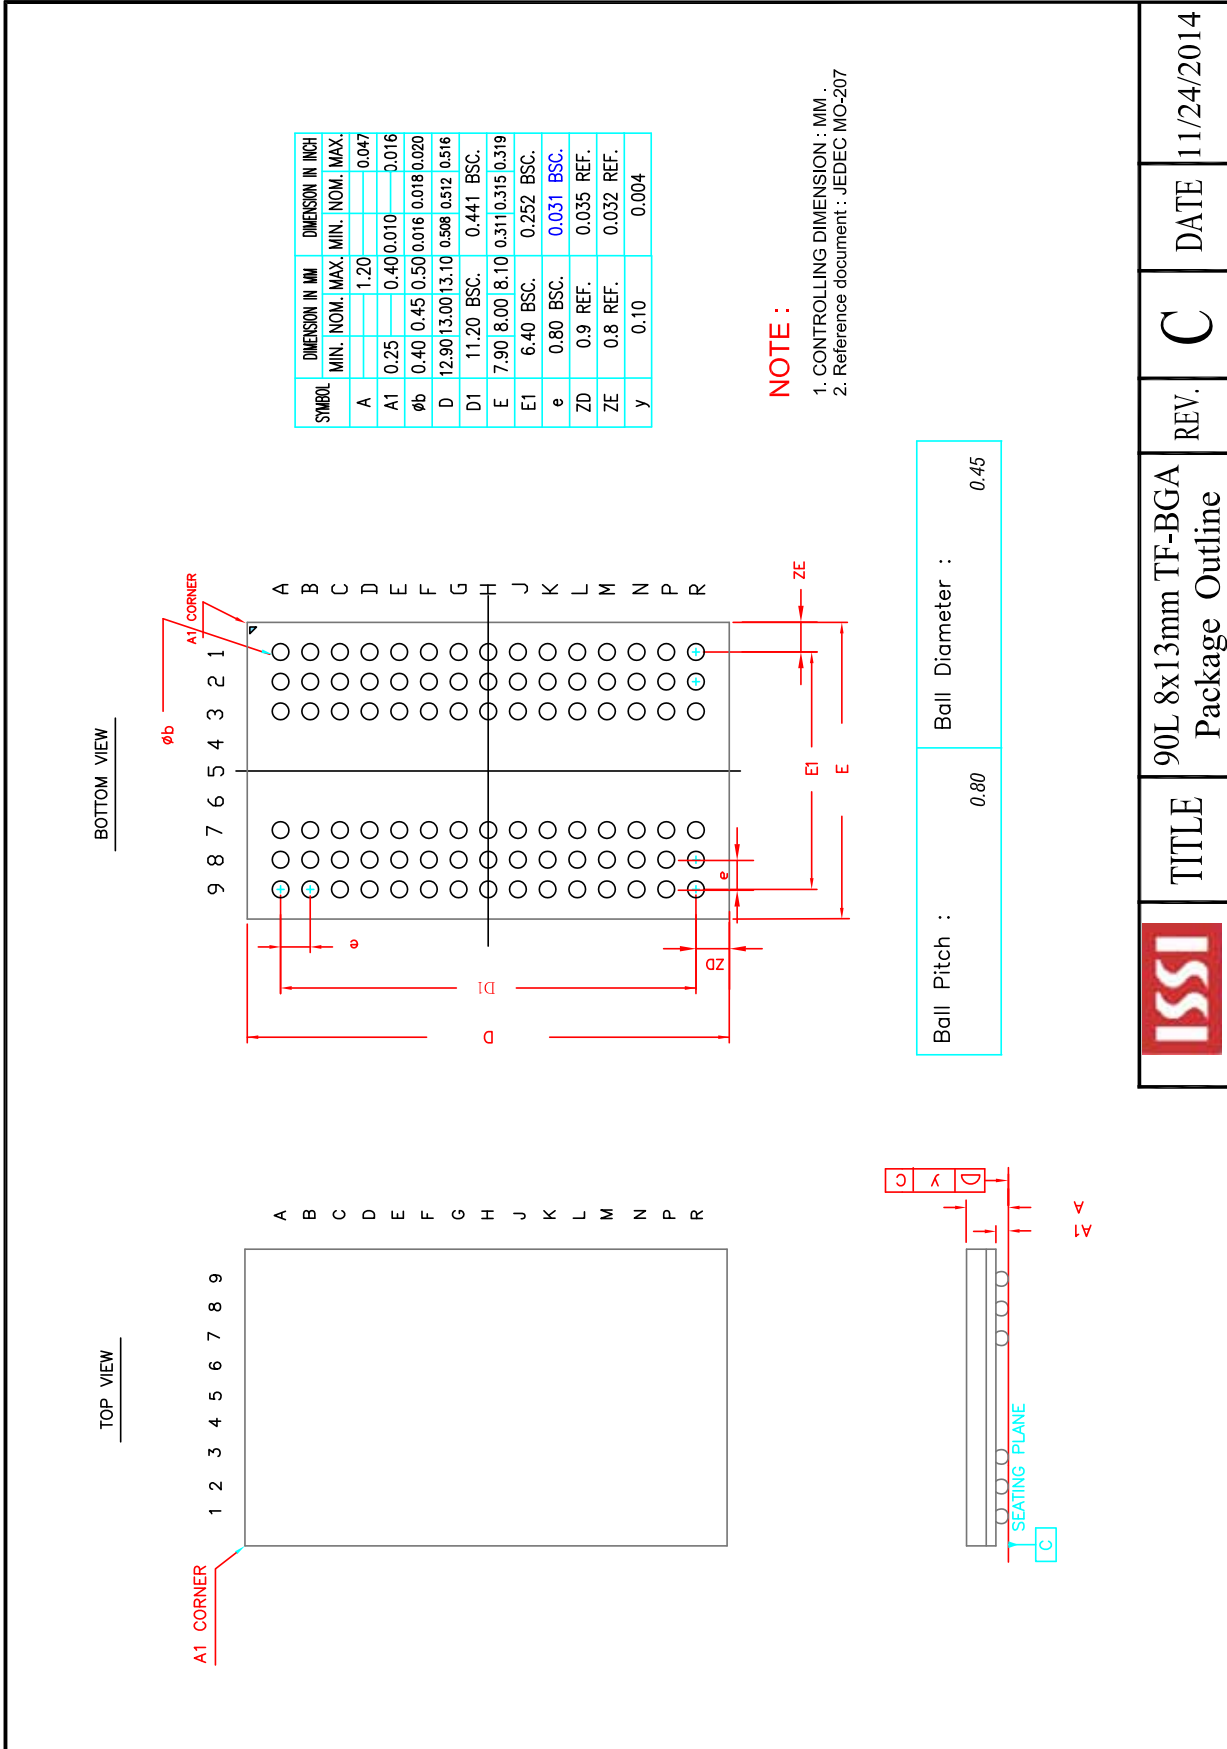 TOP VIEW
A1 CORNER
1 2 3 4 5 6 7 8 9
A
B
C
D
E
F
G
H
J
K
L
M
N
P
R
BOTTOM VIEW
øb
A1 CORNER
9 8 7 6 5 4 3 2 1
A
B
C
D
E
F
G
H
J
K
L
M
N
P
R
D
D1
e
ZD
e
E1
E
ZE
SYMBOL DIMENSION IN MM DIMENSION IN INCH
MIN. NOM. MAX. MIN. NOM. MAX.
A 1.20 0.047
A1 0.25 0.40 0.010 0.016
øb 0.40 0.45 0.50 0.016 0.018 0.020
D 12.90 13.00 13.10 0.508 0.512 0.516
D1 11.20 BSC. 0.441 BSC.
E 7.90 8.00 8.10 0.311 0.315 0.319
E1 6.40 BSC. 0.252 BSC.
e 0.80 BSC. 0.031 BSC.
ZD 0.9 REF. 0.035 REF.
ZE 0.8 REF. 0.032 REF.
y 0.10 0.004
NOTE :
1. CONTROLLING DIMENSION : MM .
2. Reference document : JEDEC MO-207
SEATING PLANE
C
C y
A
A1
Ball Pitch : 0.80
Ball Diameter : 0.45
ISSI
TITLE
90L 8x13mm TF-BGA
Package Outline
REV.
C
DATE
11/24/2014